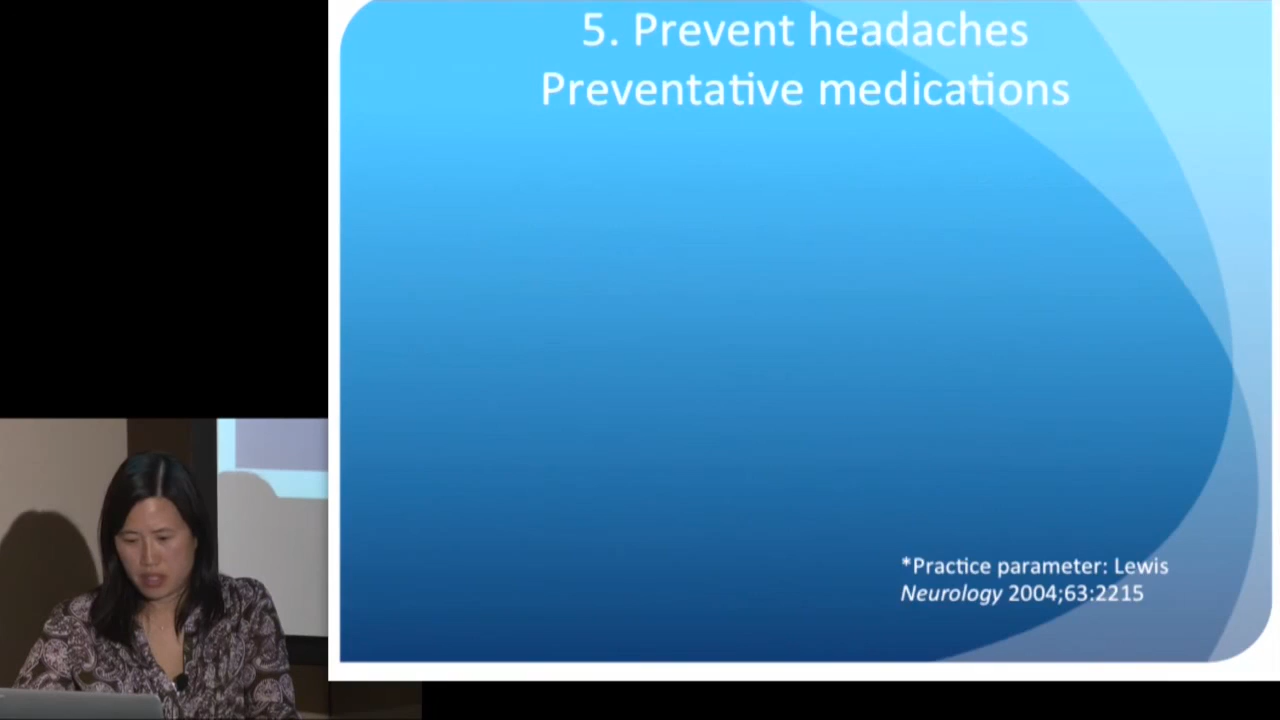 5. Prevent headaches
Preventative medications
*Practice parameter: Lewis
Neurology 2004;63:2215